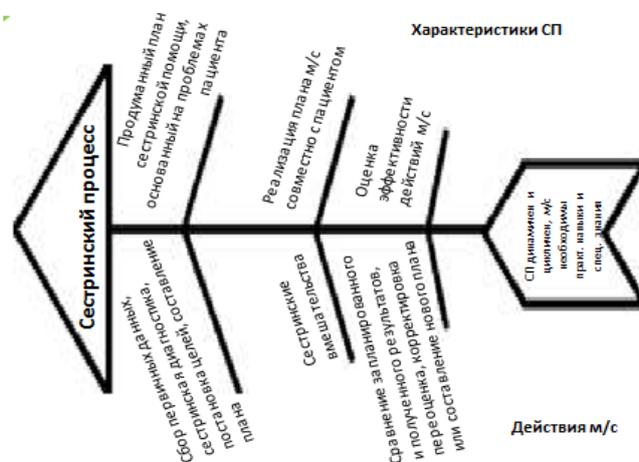 Характеристики СП
Сестринский процесс
Продуманный план
сестринской помощи,
основанный на проблемах
пациента
Реализация плана м/с
совместно с пациентом
Оценка
эффективности
действий м/с
СП динамичен и
цикличен, м/с
необходимы
практ. навыки и
спец. знания
Сбор первичных данных,
сестринская диагностика,
постановка целей, составление
плана
Сестринские
вмешательства
Сравнение запланированного
и полученного результатов,
переоценка, корректировка
или составление нового плана
Действия м/с